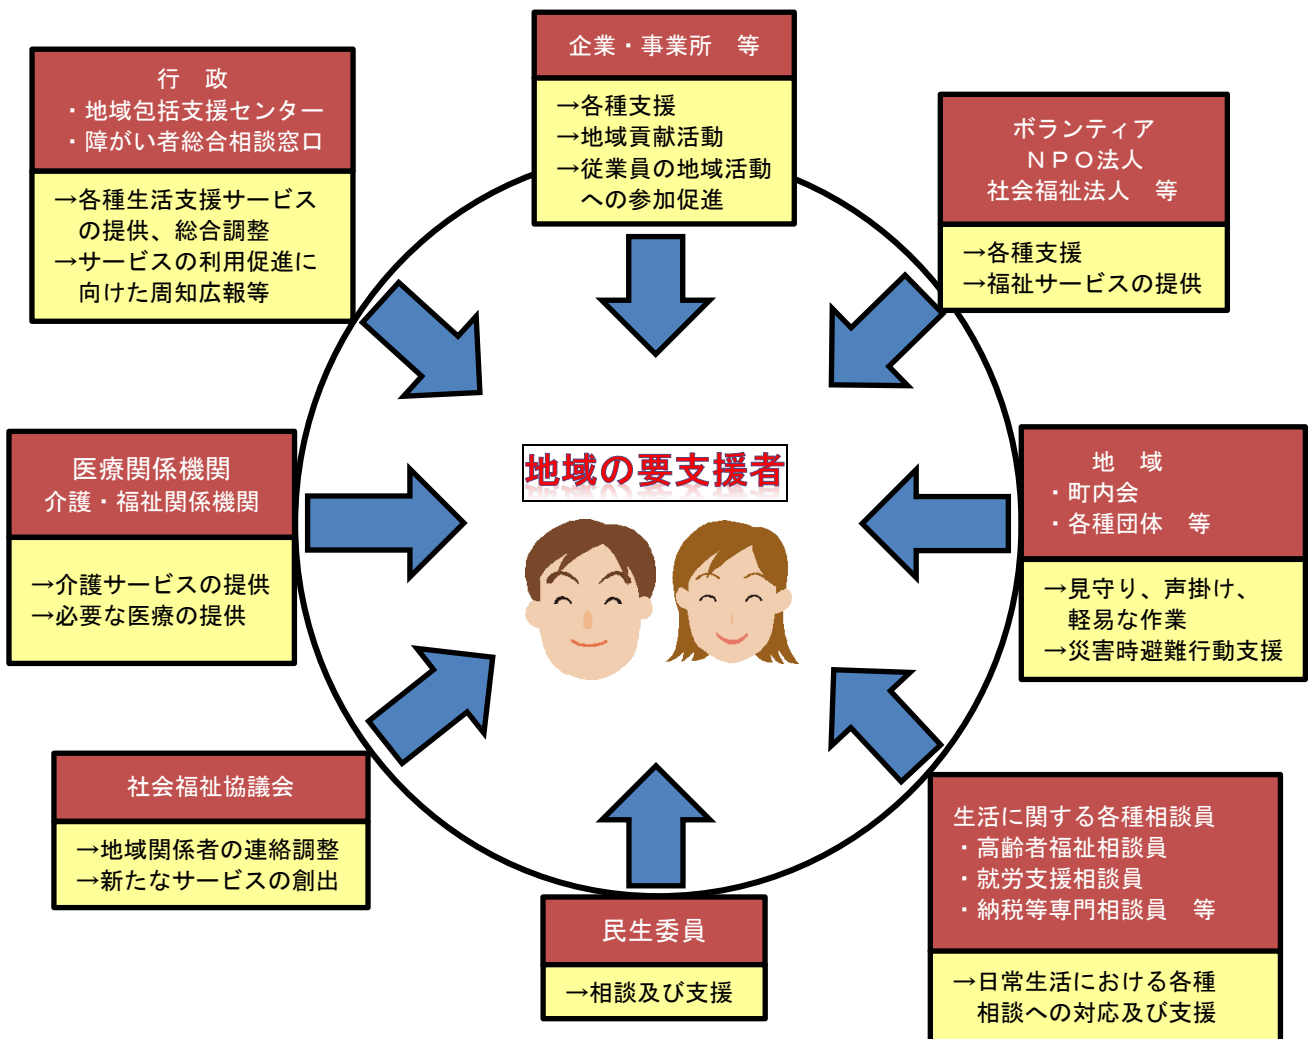 企業・事業所　等
→各種支援
→地域貢献活動
→従業員の地域活動
への参加促進
行　政
・地域包括支援センター
・障がい者総合相談窓口
→各種生活支援サービス
の提供、総合調整
→サービスの利用促進に
向けた周知広報等
ボランティア
ＮＰＯ法人
社会福祉法人　等
→各種支援
→福祉サービスの提供
医療関係機関
介護・福祉関係機関
→介護サービスの提供
→必要な医療の提供
地域の要支援者
地　域
・町内会
・各種団体　等
→見守り、声掛け、
軽易な作業
→災害時避難行動支援
社会福祉協議会
→地域関係者の連絡調整
→新たなサービスの創出
民生委員
→相談及び支援
生活に関する各種相談員
・高齢者福祉相談員
・就労支援相談員
・納税等専門相談員　等
→日常生活における各種
相談への対応及び支援